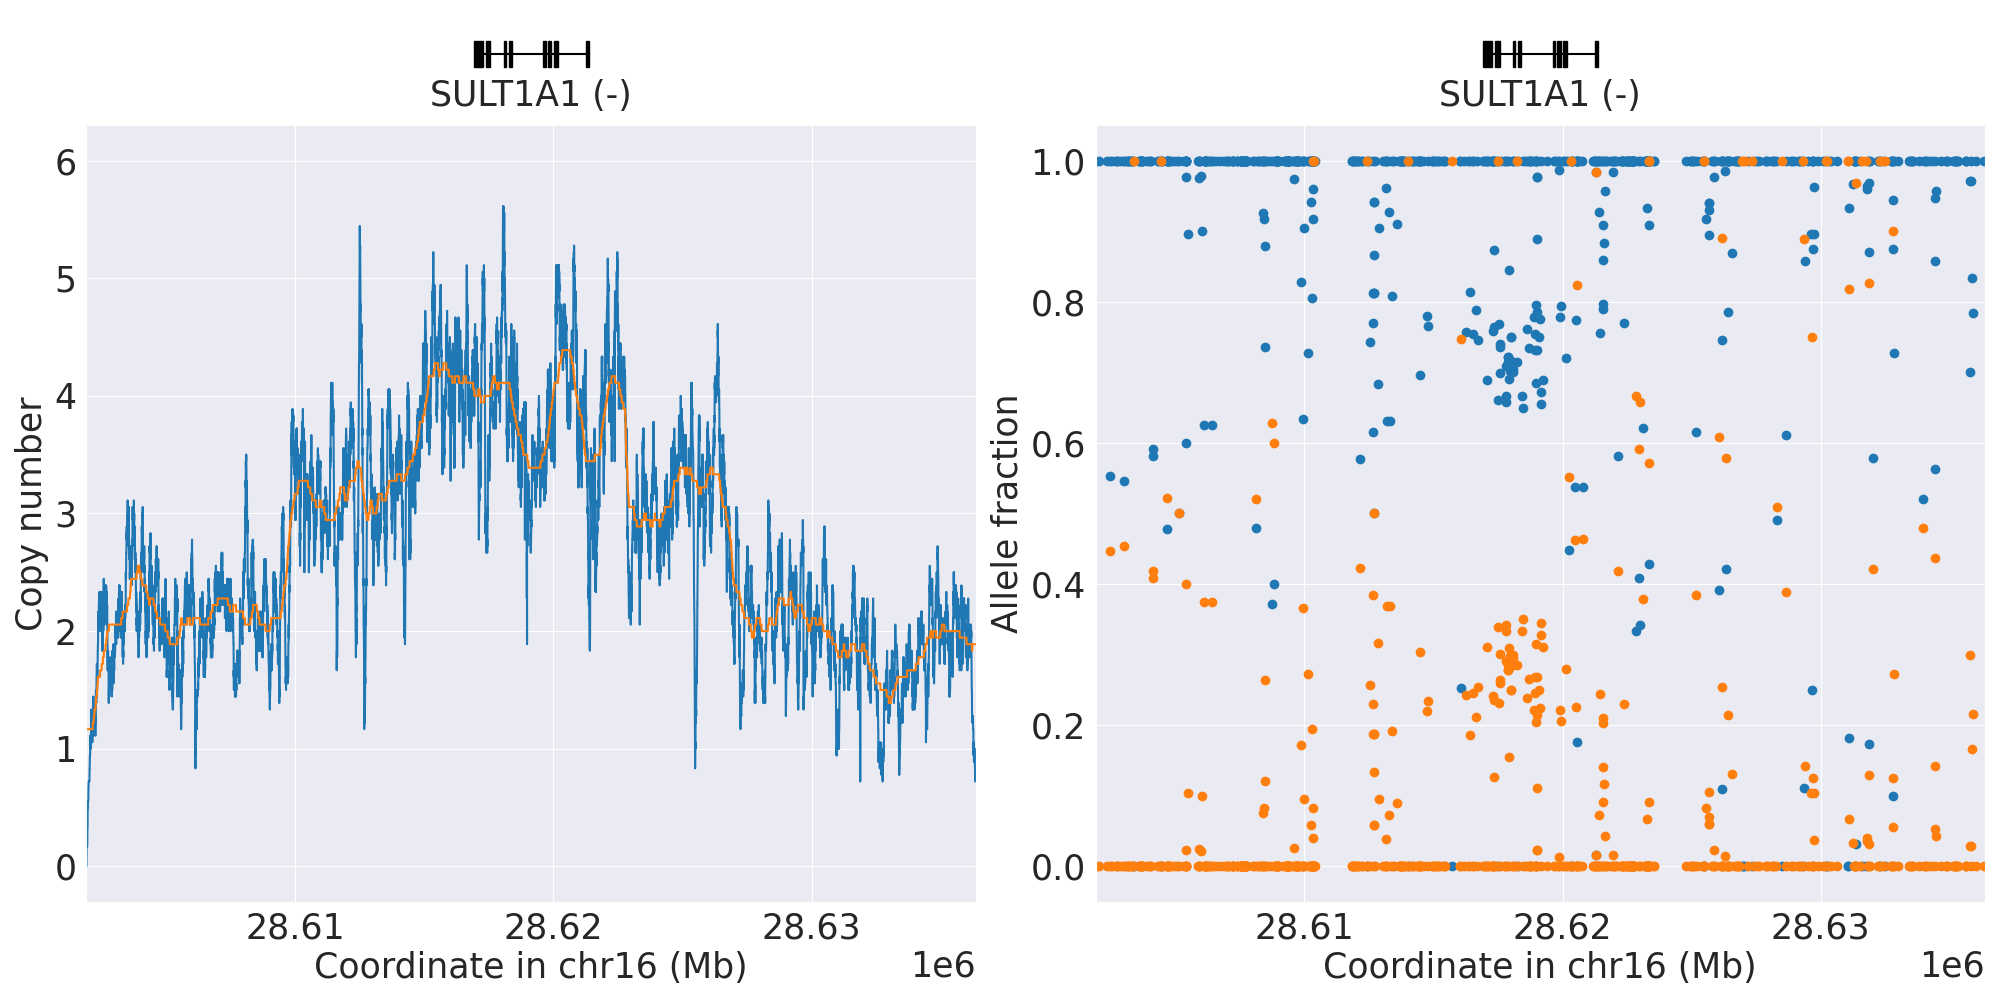 SULT1A1 (-)
6
5
4
3
2
1
0
Copy number
28.61
28.62
28.63
Coordinate in chr16 (Mb)
1e6
SULT1A1 (-)
1.0
0.8
0.6
0.4
0.2
0.0
Allele fraction
28.61
28.62
28.63
Coordinate in chr16 (Mb)
1e6